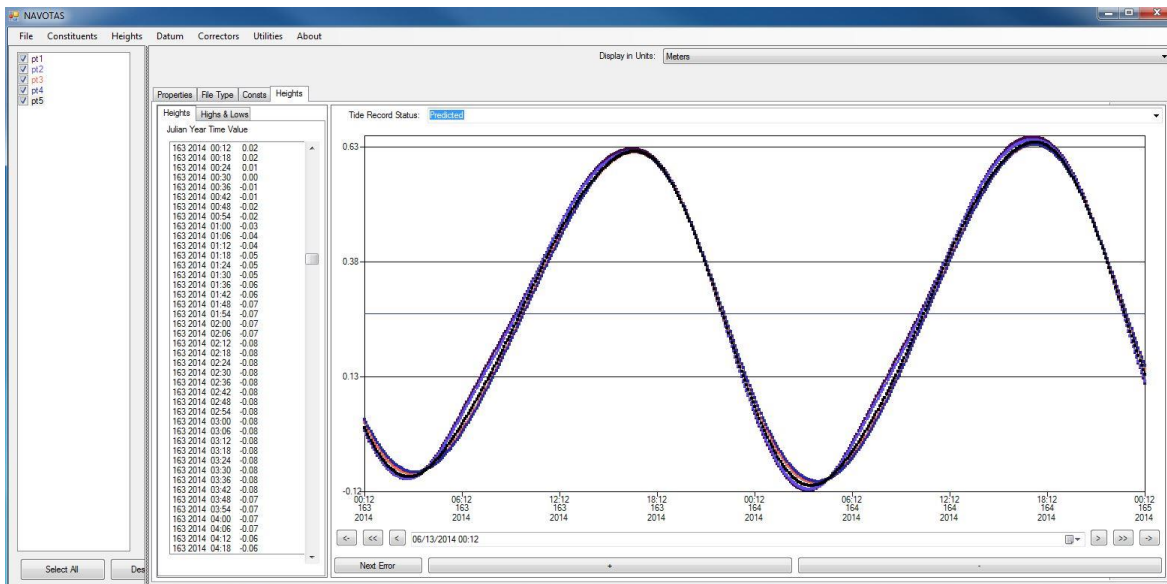 NAVOTAS
File Constituents Heights Datum Correctors Utilities About
pt1
pt2
pt3
pt4
pt5
Display in Units: Meters
Properties File Type Consts Heights
Heights Highs & Lows
Tide Record Status: Predicted
Julian Year Time Value
163 2014 00:12 0.02
163 2014 00:18 0.02
163 2014 00:24 0.01
163 2014 00:30 0.00
163 2014 00:36 -0.01
163 2014 00:42 -0.01
163 2014 00:48 -0.02
163 2014 00:54 -0.02
163 2014 01:00 -0.03
163 2014 01:06 -0.04
163 2014 01:12 -0.04
163 2014 01:18 -0.05
163 2014 01:24 -0.05
163 2014 01:30 -0.05
163 2014 01:36 -0.06
163 2014 01:42 -0.06
163 2014 01:48 -0.07
163 2014 01:54 -0.07
163 2014 02:00 -0.07
163 2014 02:06 -0.07
163 2014 02:12 -0.08
163 2014 02:18 -0.08
163 2014 02:24 -0.08
163 2014 02:30 -0.08
163 2014 02:36 -0.08
163 2014 02:42 -0.08
163 2014 02:48 -0.08
163 2014 02:54 -0.08
163 2014 03:00 -0.08
163 2014 03:06 -0.08
163 2014 03:12 -0.08
163 2014 03:18 -0.08
163 2014 03:24 -0.08
163 2014 03:30 -0.08
163 2014 03:36 -0.08
163 2014 03:42 -0.08
163 2014 03:48 -0.07
163 2014 03:54 -0.07
163 2014 04:00 -0.07
163 2014 04:06 -0.07
163 2014 04:12 -0.06
163 2014 04:18 -0.06
0.63
0.38
0.13
-0.12
00:12 06:12 12:12 18:12 00:12 06:12 12:12 18:12 00:12
163 163 163 163 164 164 164 164 165
2014 2014 2014 2014 2014 2014 2014 2014 2014
<- << < 06/13/2014 00:12 > >> ->
Next Error + -
Select All Des